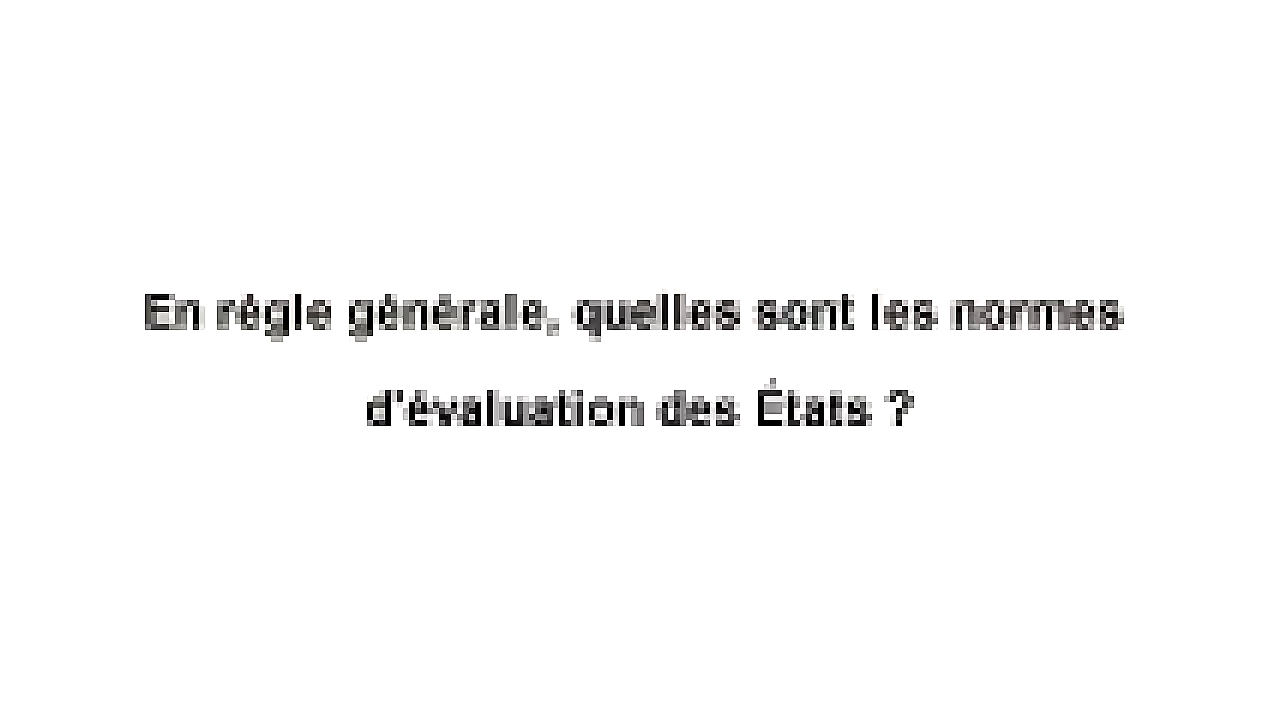 En règle générale, quelles sont les normes
d'évaluation des États ?